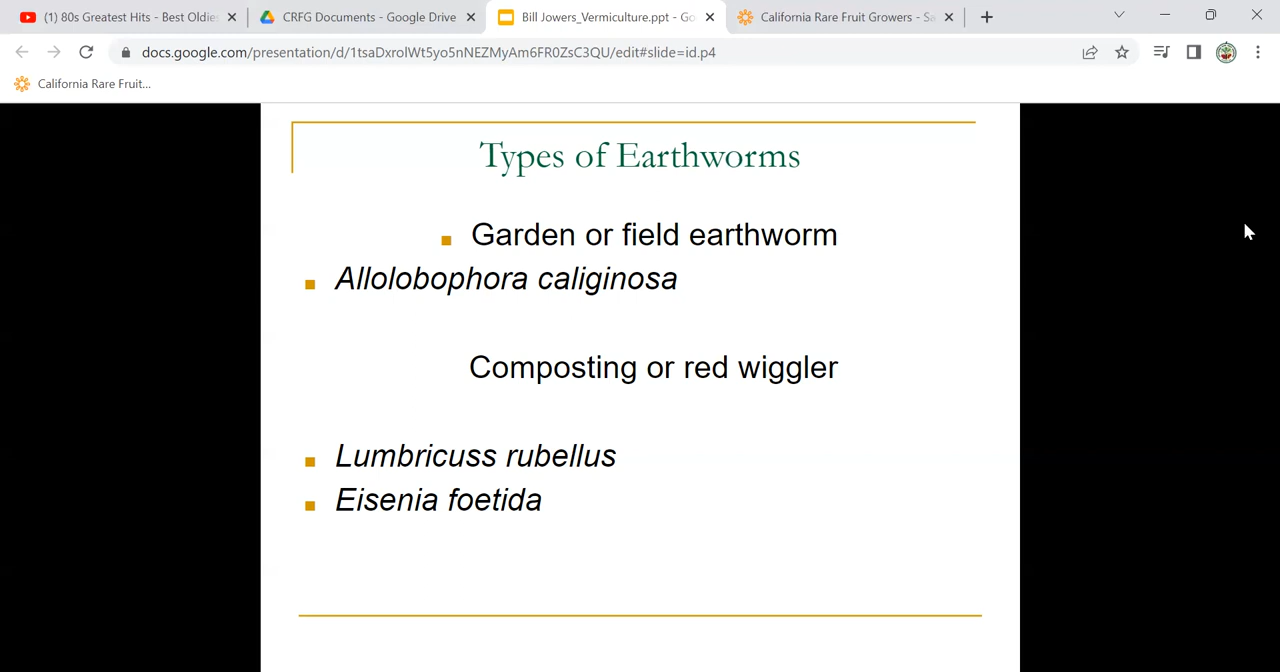 (1) 80s Greatest Hits - Best Oldies
CRFG Documents - Google Drive
Bill Jowers_Vermiculture.ppt - Go
California Rare Fruit Growers - Sa
docs.google.com/presentation/d/1tsaDxrolWt5yo5nNEZMyAm6FR0ZsC3QU/edit#slide=id.p4
California Rare Fruit...
Types of Earthworms
Garden or field earthworm
Allolobophora caliginosa
Composting or red wiggler
Lumbricuss rubellus
Eisenia foetida